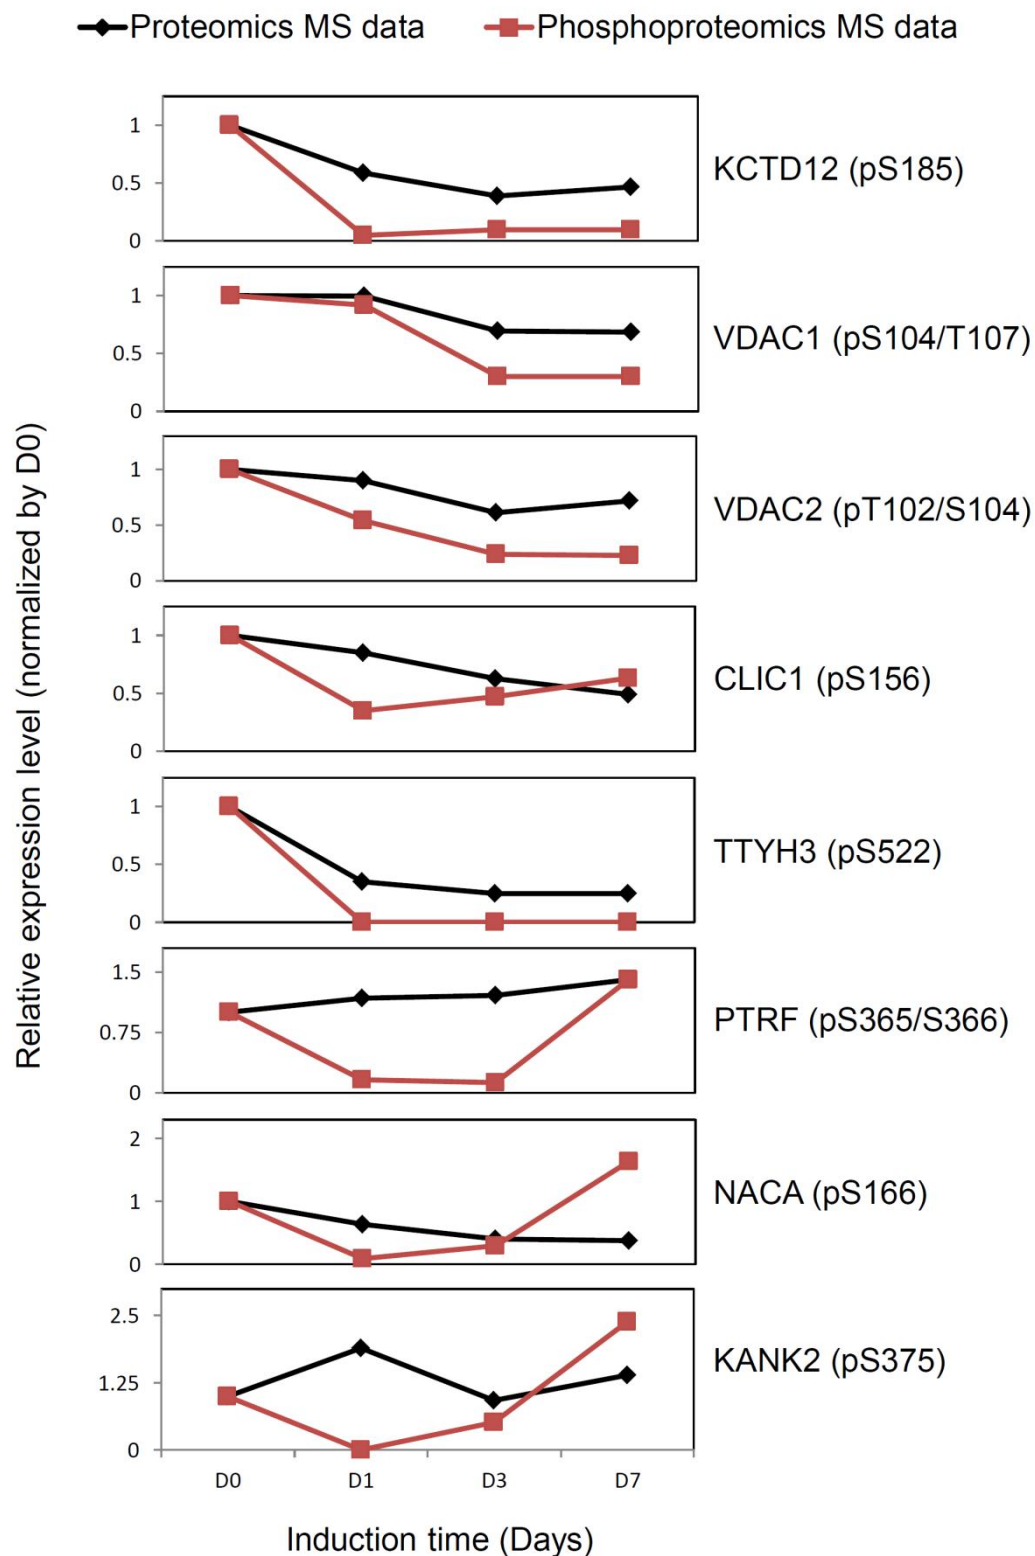 Proteomics MS data Phosphoproteomics MS data
Relative expression level (normalized by D0)
1
0.5
0
KCTD12 (pS185)
1
0.5
0
VDAC1 (pS104/T107)
1
0.5
0
VDAC2 (pT102/S104)
1
0.5
0
CLIC1 (pS156)
1
0.5
0
TTYH3 (pS522)
1.5
0.75
0
PTRF (pS365/S366)
2
1
0
NACA (pS166)
2.5
1.25
0
KANK2 (pS375)
D0 D1 D3 D7
Induction time (Days)